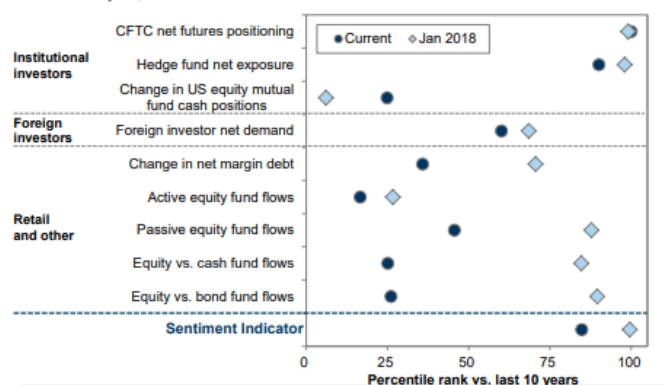 CFTC net futures positioning
Current Jan 2018
Institutional
investors
Hedge fund net exposure
Change in US equity mutual
fund cash positions
Foreign
investors
Foreign investor net demand
Change in net margin debt
Active equity fund flows
Retail
and other
Passive equity fund flows
Equity vs. cash fund flows
Equity vs. bond fund flows
Sentiment Indicator
0 25 50 75 100
Percentile rank vs. last 10 years